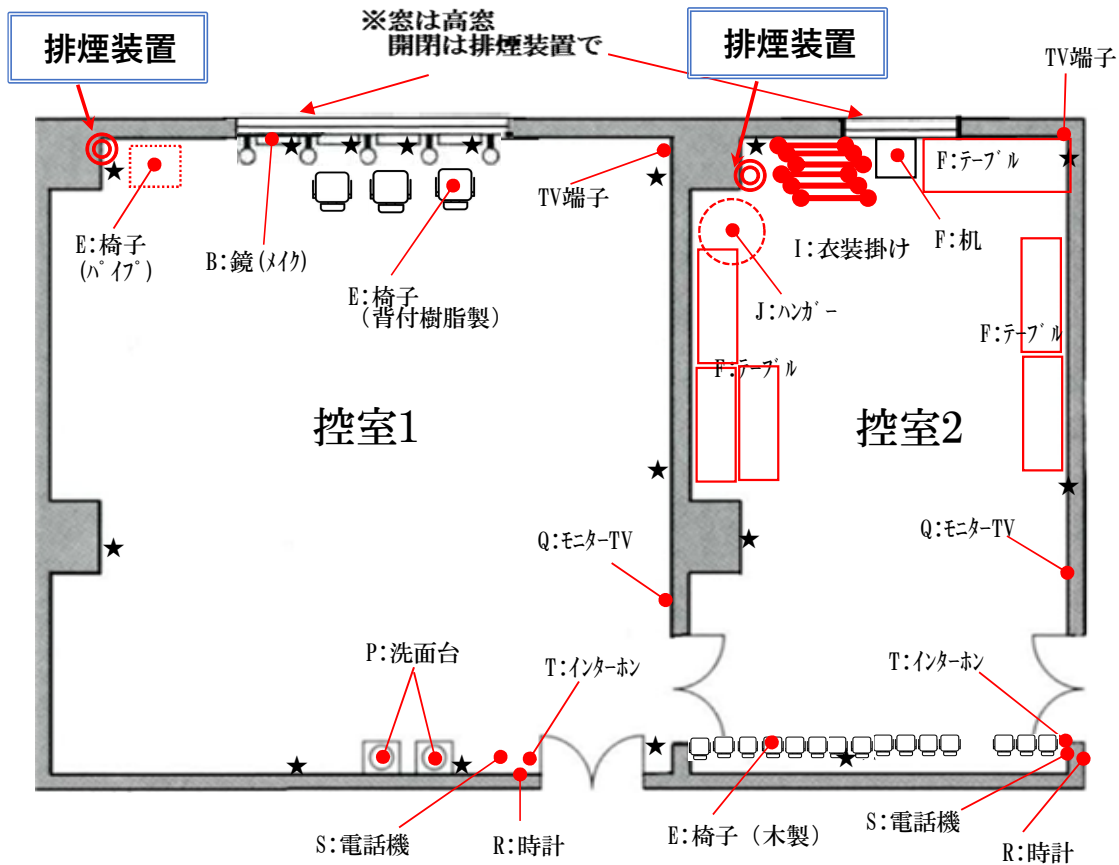 ※窓は高窓
開閉は排煙装置で
排煙装置
排煙装置
TV端子
E:椅子
(ﾊﾟｲﾌﾟ)
B:鏡(ﾒｲｸ)
E:椅子
(背付樹脂製)
TV端子
F:ﾃｰﾌﾞﾙ
I:衣装掛け
F:机
J:ﾊﾝｶﾞｰ
F:ﾃｰﾌﾞﾙ
F:ﾃｰﾌﾞﾙ
控室1
控室2
Q:ﾓﾆﾀｰTV
Q:ﾓﾆﾀｰTV
P:洗面台
T:ｲﾝﾀｰﾎﾝ
T:ｲﾝﾀｰﾎﾝ
S:電話機
R:時計
E:椅子（木製）
S:電話機
R:時計